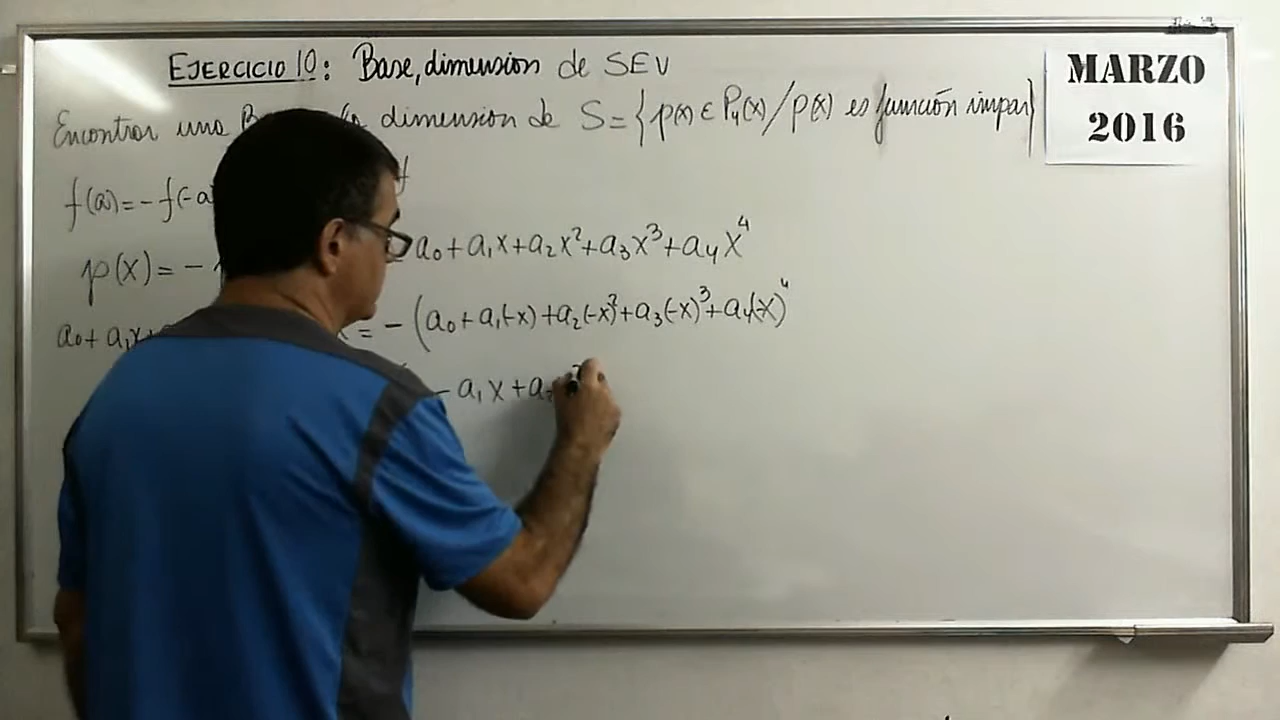 EJERCICIO 10: Base, dimension de SEV
MARZO
2016
Encontrar una dimension de S = { p(x) ∈ P₄(x) / p(x) es función impar }
f(a) = - f(-a
p(x) = - a₀ + a₁x + a₂x² + a₃x³ + a₄x⁴
a₀ + a₁x = - (a₀ + a₁(-x) + a₂(-x)² + a₃(-x)³ + a₄(-x)⁴
- a₁x + a₂